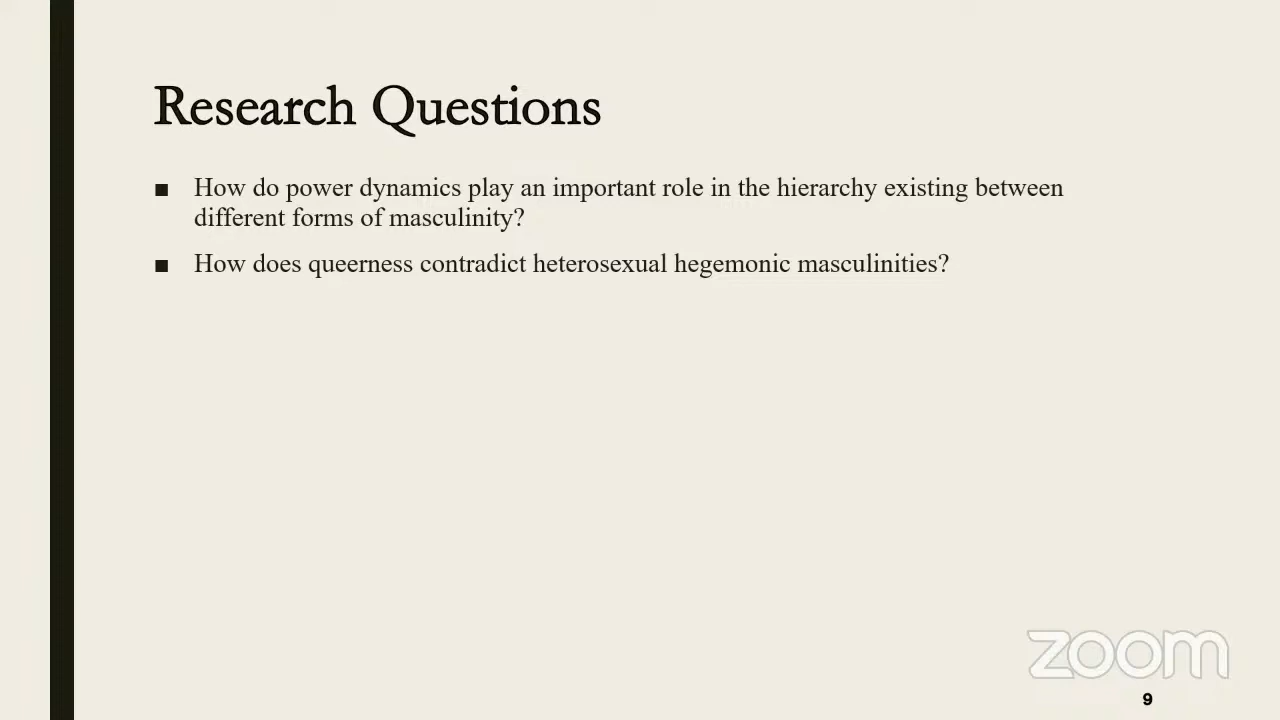 Research Questions
■ How do power dynamics play an important role in the hierarchy existing between
different forms of masculinity?
■ How does queerness contradict heterosexual hegemonic masculinities?
zoom
9